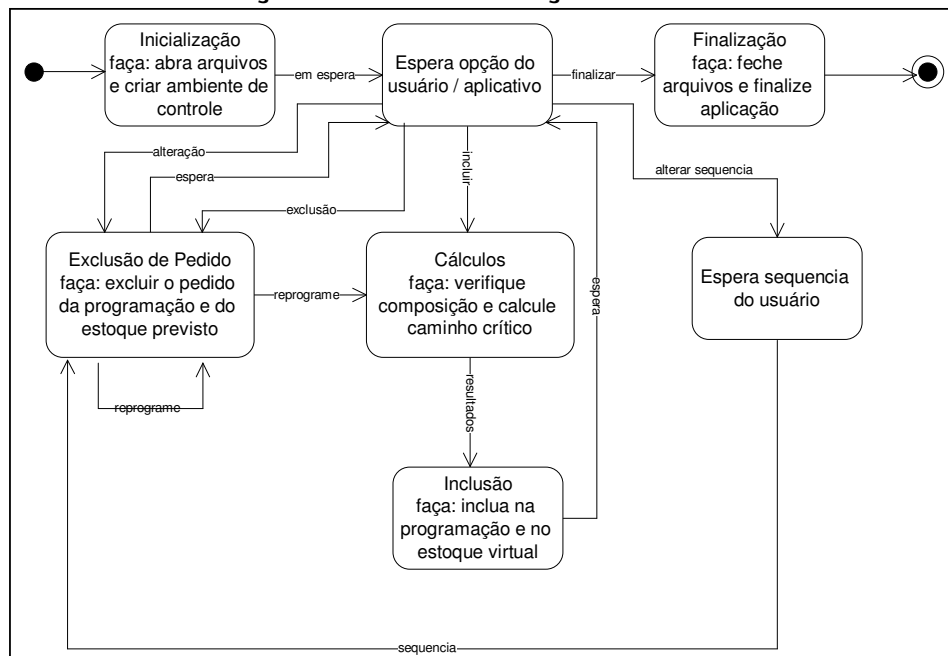 Inicialização
faça: abra arquivos
e criar ambiente de
controle
em espera
Espera opção do
usuário / aplicativo
finalizar
Finalização
faça: feche
arquivos e finalize
aplicação
alteração
espera
exclusão
incluir
alterar sequencia
Exclusão de Pedido
faça: excluir o pedido
da programação e do
estoque previsto
reprograme
Cálculos
faça: verifique
composição e calcule
caminho crítico
espera
Espera sequencia
do usuário
reprograme
resultados
Inclusão
faça: inclua na
programação e no
estoque virtual
sequencia